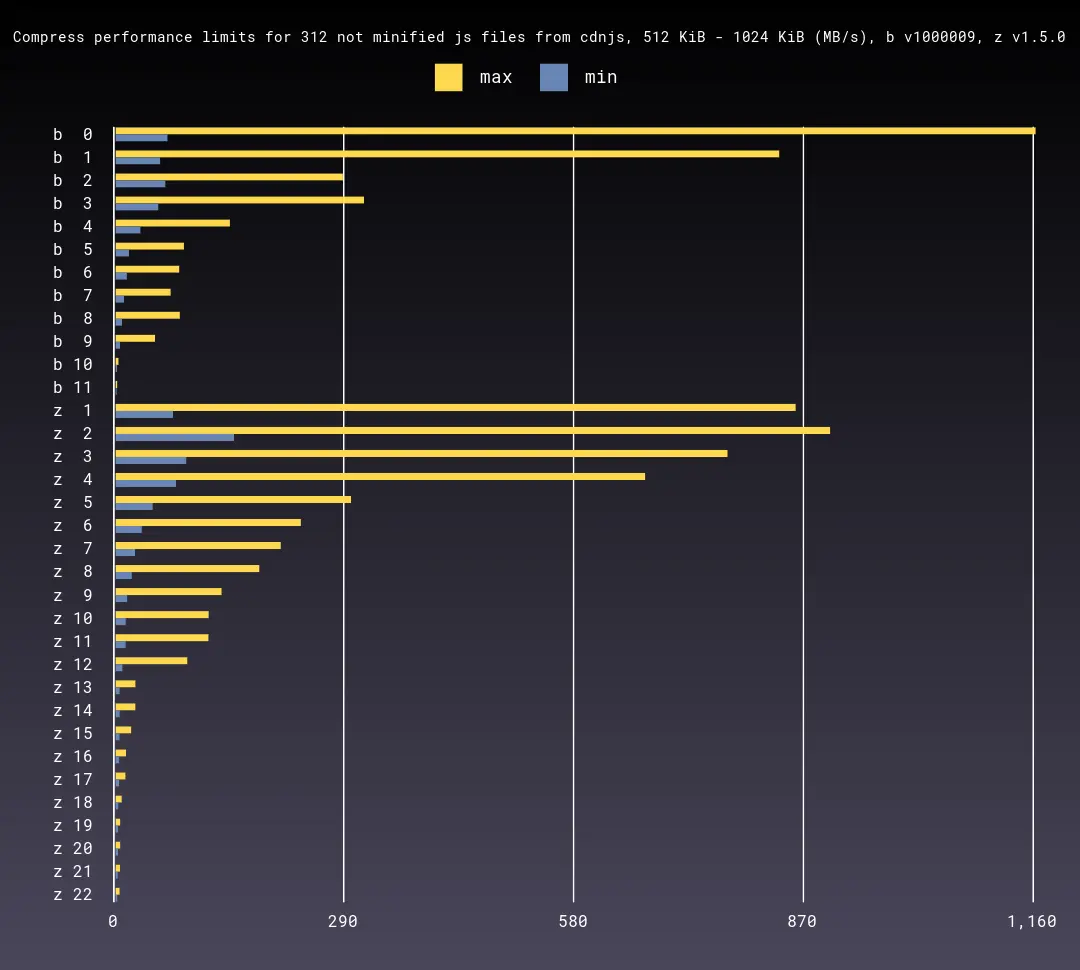 Compress performance limits for 312 not minified js files from cdnjs, 512 KiB - 1024 KiB (MB/s), b v1000009, z v1.5.0
max min
b 0
b 1
b 2
b 3
b 4
b 5
b 6
b 7
b 8
b 9
b 10
b 11
z 1
z 2
z 3
z 4
z 5
z 6
z 7
z 8
z 9
z 10
z 11
z 12
z 13
z 14
z 15
z 16
z 17
z 18
z 19
z 20
z 21
z 22
0 290 580 870 1,160